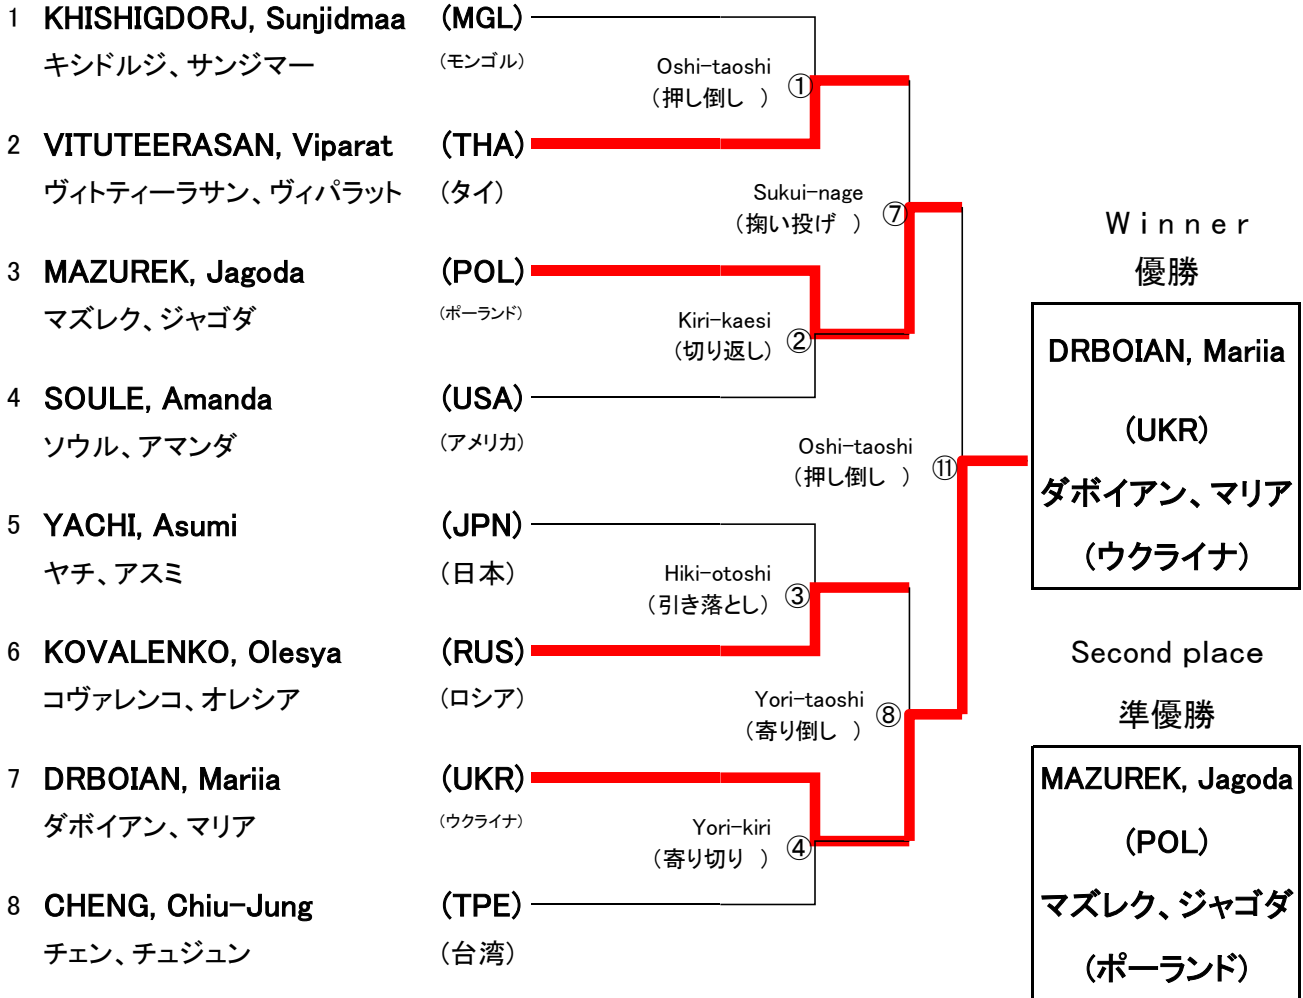 1 KHISHIGDORJ, Sunjidmaa (MGL)
キシドルジ、サンジマー (モンゴル)
Oshi-taoshi
(押し倒し ) ①
2 VITUTEERASAN, Viparat (THA)
ヴィトティーラサン、ヴィパラット (タイ)
Sukui-nage
(掬い投げ ) ⑦
3 MAZUREK, Jagoda (POL)
マズレク、ジャゴダ (ポーランド)
Kiri-kaesi
(切り返し) ②
4 SOULE, Amanda (USA)
ソウル、アマンダ (アメリカ)
Oshi-taoshi
(押し倒し ) ⑪
5 YACHI, Asumi (JPN)
ヤチ、アスミ (日本)
Hiki-otoshi
(引き落とし) ③
6 KOVALENKO, Olesya (RUS)
コヴァレンコ、オレシア (ロシア)
Yori-taoshi
(寄り倒し ) ⑧
7 DRBOIAN, Mariia (UKR)
ダボイアン、マリア (ウクライナ)
Yori-kiri
(寄り切り ) ④
8 CHENG, Chiu-Jung (TPE)
チェン、チュジュン (台湾)
Winner
優勝
DRBOIAN, Mariia
(UKR)
ダボイアン、マリア
(ウクライナ)
Second place
準優勝
MAZUREK, Jagoda
(POL)
マズレク、ジャゴダ
(ポーランド)